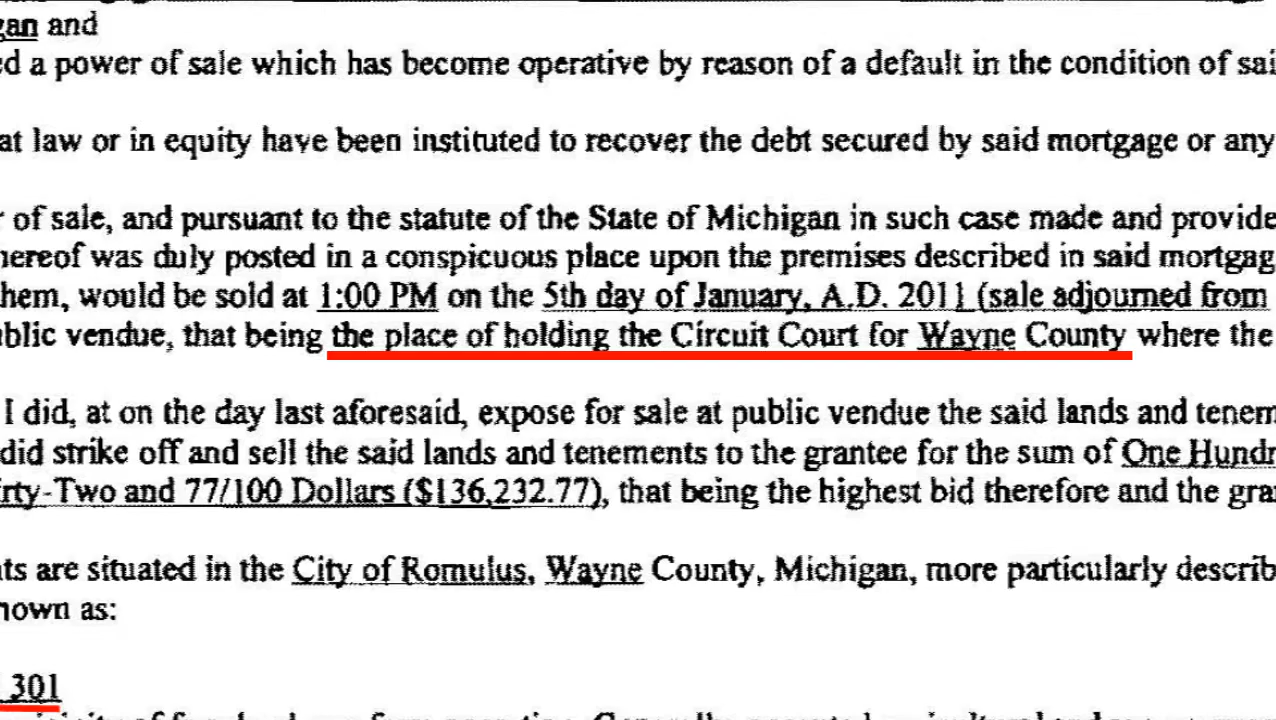 gan and
ed a power of sale which has become operative by reason of a default in the condition of sai
at law or in equity have been instituted to recover the debt secured by said mortgage or any
r of sale, and pursuant to the statute of the State of Michigan in such case made and provide
hereof was duly posted in a conspicuous place upon the premises described in said mortgag
hem, would be sold at 1:00 PM on the 5th day of January, A.D. 2011 (sale adjourned from
ublic vendue, that being the place of holding the Circuit Court for Wayne County where the
I did, at on the day last aforesaid, expose for sale at public vendue the said lands and tenem
did strike off and sell the said lands and tenements to the grantee for the sum of One Hundr
irty-Two and 77/100 Dollars ($136,232.77), that being the highest bid therefore and the gra
nts are situated in the City of Romulus, Wayne County, Michigan, more particularly describ
nown as:
301